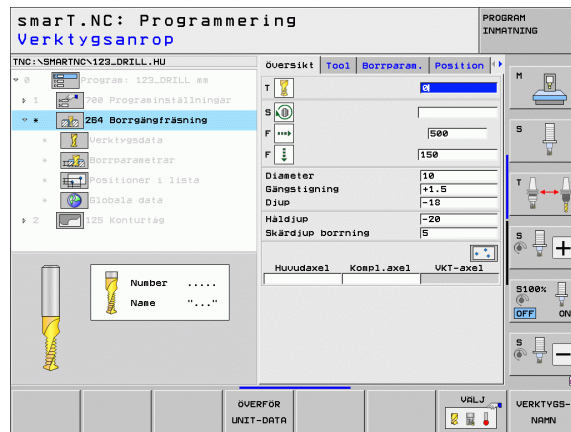 smarT.NC: Programmering
Verktygsanrop
PROGRAM
INMATNING
TNC:\SMARTNC\123_DRILL.HU
0 Program: 123_DRILL mm
1 700 Programinställningar
* 264 Borrgängfräsning
* Verktygsdata
* Borrparametrar
* Positioner i lista
* Globala data
2 125 Konturtåg
Översikt Tool Borrparam. Position
T 0
S
F 500
F 150
Diameter 10
Gängstigning +1.5
Djup -18
Håldjup -20
Skärdjup borrning 5
Huvudaxel Kompl.axel VKT-axel
Number .....
Name "..."
M
S
T
S
S100%
OFF ON
S
ÖVERFÖR
UNIT-DATA
VALJ
VERKTYGS-
NAMN